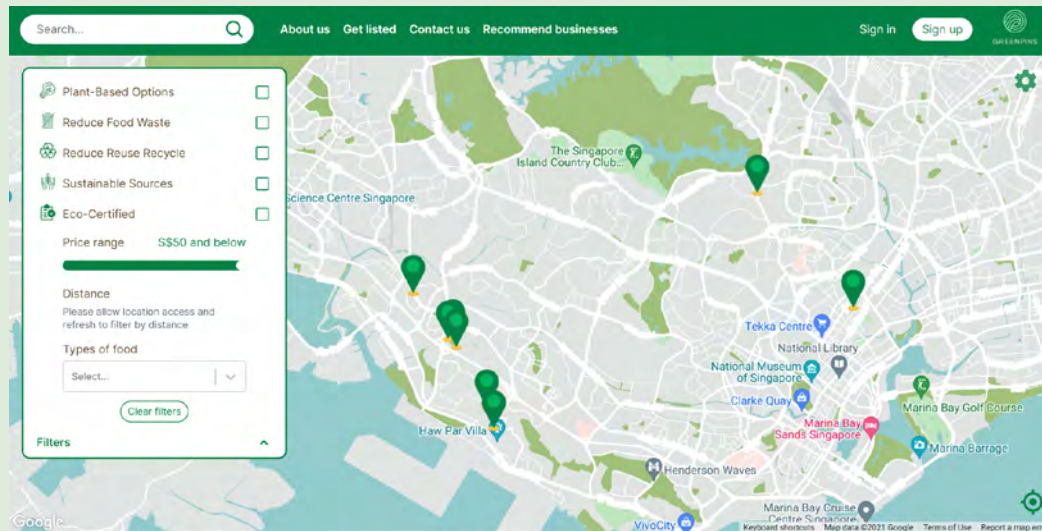 Search...
About us
Get listed
Contact us
Recommend businesses
Sign in
Sign up
GREENPINS
Plant-Based Options
Reduce Food Waste
Reduce Reuse Recycle
Sustainable Sources
Eco-Certified
Price range
S$50 and below
Distance
Please allow location access and
refresh to filter by distance
Types of food
Select...
Clear filters
Filters
The Singapore
Island Country Club...
Science Centre Singapore
Tekka Centre
National Library
National Museum
of Singapore
Clarke Quay
Marina Bay Golf Course
Marina Bay
Sands Singapore
Marina Barrage
Haw Par Villa
Henderson Waves
VivoCity
Marina Bay Cruise
Centre Singapore
Google
Keyboard shortcuts
Map data ©2021 Google
Terms of Use
Report a map err